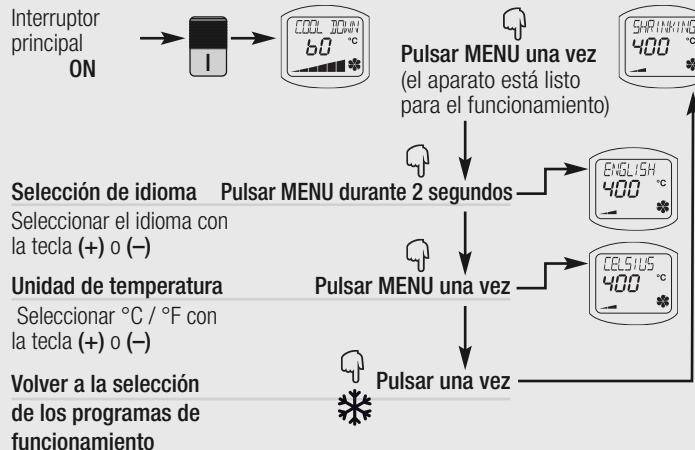 Interruptor
principal
ON
I
COOL DOWN
60 °C
Pulsar MENU una vez
(el aparato está listo
para el funcionamiento)
SHRINKING
400 °C
Selección de idioma Pulsar MENU durante 2 segundos
ENGLISH
400 °C
Seleccionar el idioma con
la tecla (+) o (–)
Unidad de temperatura Pulsar MENU una vez
CELSIUS
400 °C
Seleccionar °C / °F con
la tecla (+) o (–)
Volver a la selección
de los programas de
funcionamiento
Pulsar una vez